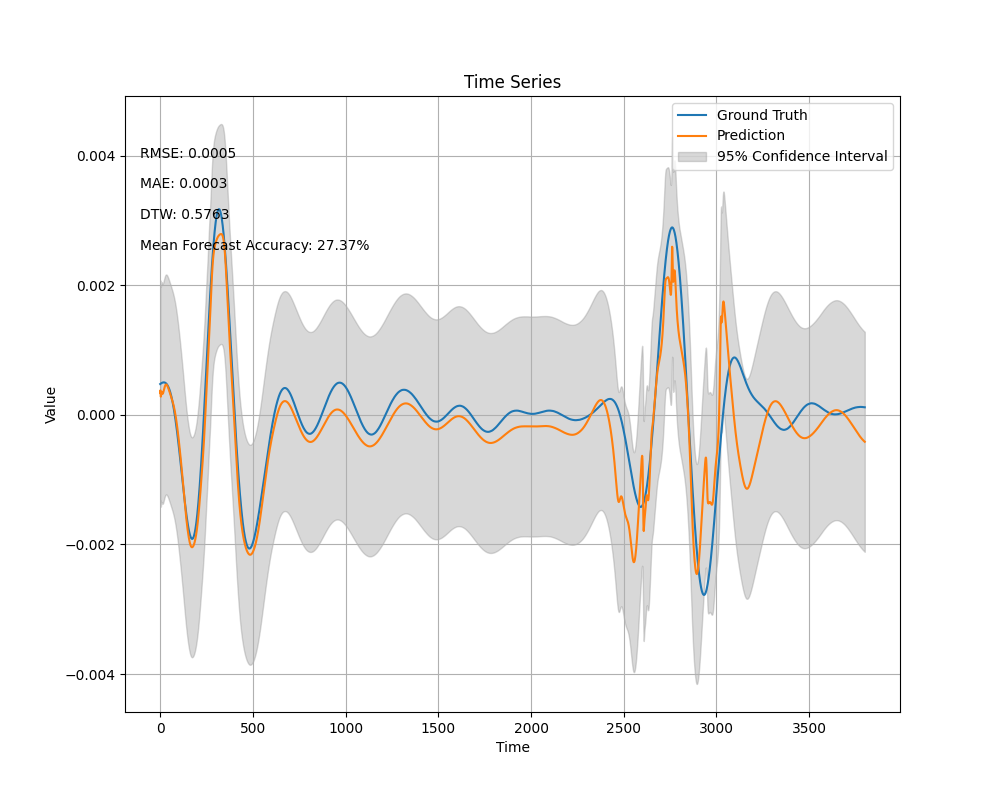 Time Series
Ground Truth
Prediction
95% Confidence Interval
RMSE: 0.0005
MAE: 0.0003
DTW: 0.5763
Mean Forecast Accuracy: 27.37%
Value
0.004
0.002
0.000
−0.002
−0.004
0 500 1000 1500 2000 2500 3000 3500
Time